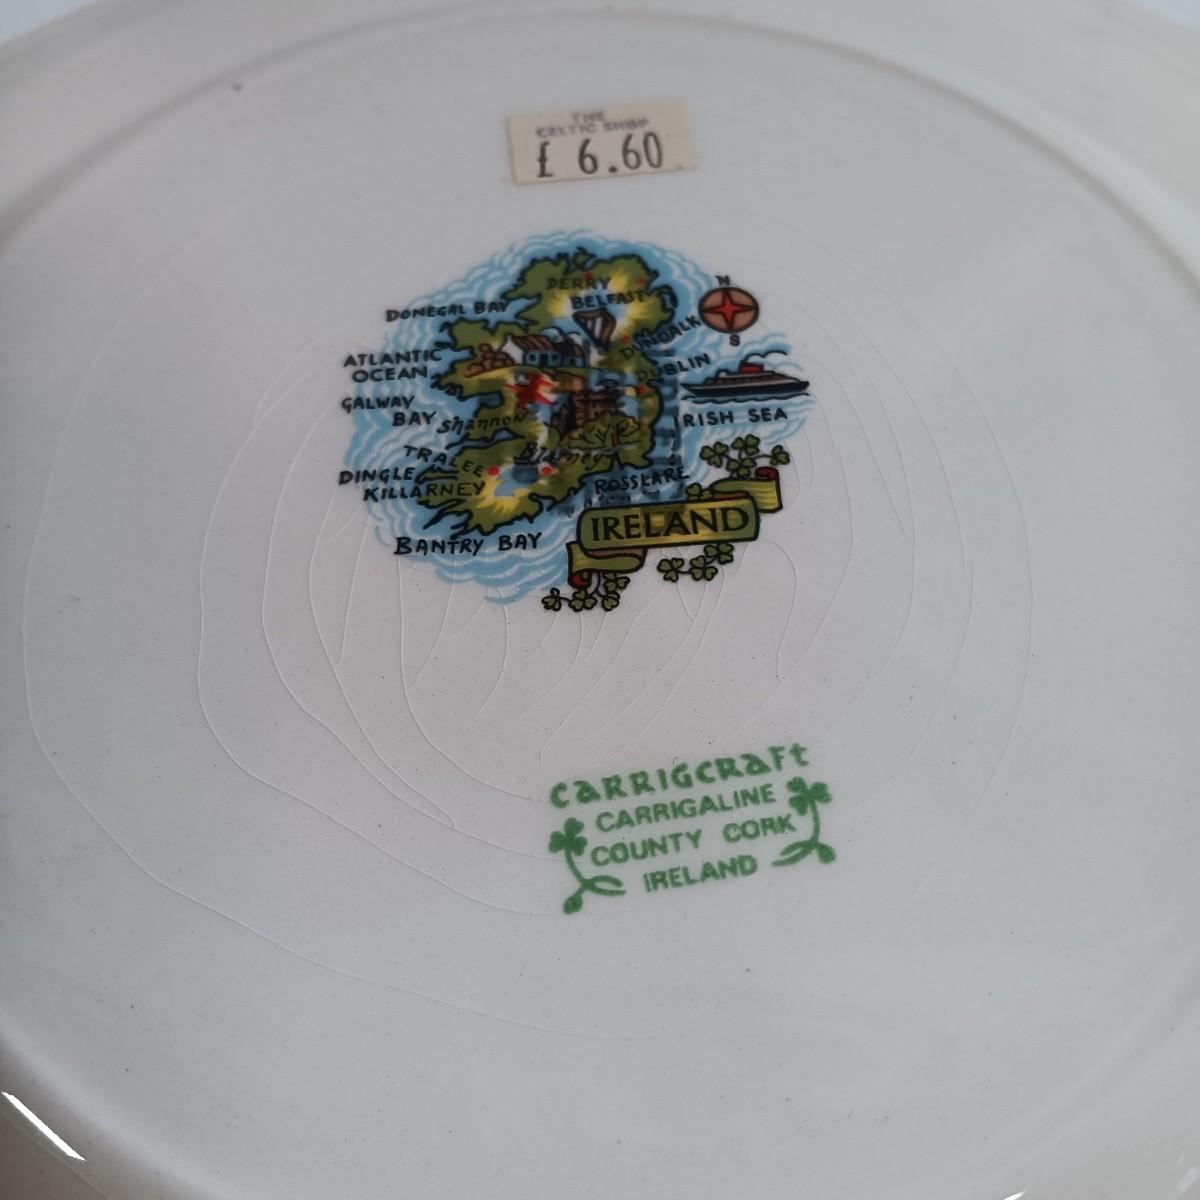 THE
CELTIC SHOP
£ 6.60
DERRY
BELFAST
DONEGAL BAY
N
S
DUNDALK
ATLANTIC
OCEAN
DUBLIN
GALWAY
BAY
Shannon
IRISH SEA
TRALEE
Blarney
DINGLE
KILLARNEY
ROSSLARE
IRELAND
BANTRY BAY
CARRIGCRAFT
CARRIGALINE
COUNTY CORK
IRELAND